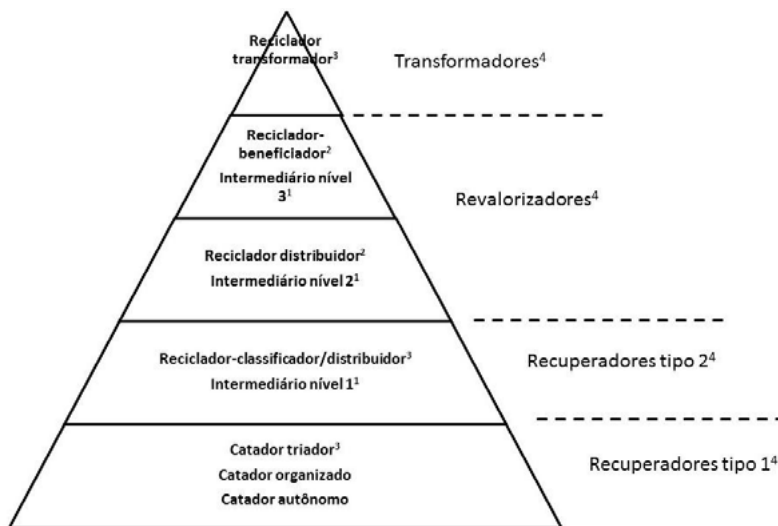 Reciclador
transformador³
Transformadores⁴
Reciclador-
beneficiador²
Intermediário nível
3¹
Revalorizadores⁴
Reciclador distribuidor²
Intermediário nível 2¹
Reciclador-classificador/distribuidor³
Intermediário nível 1¹
Recuperadores tipo 2⁴
Catador triador³
Catador organizado
Catador autônomo
Recuperadores tipo 1⁴